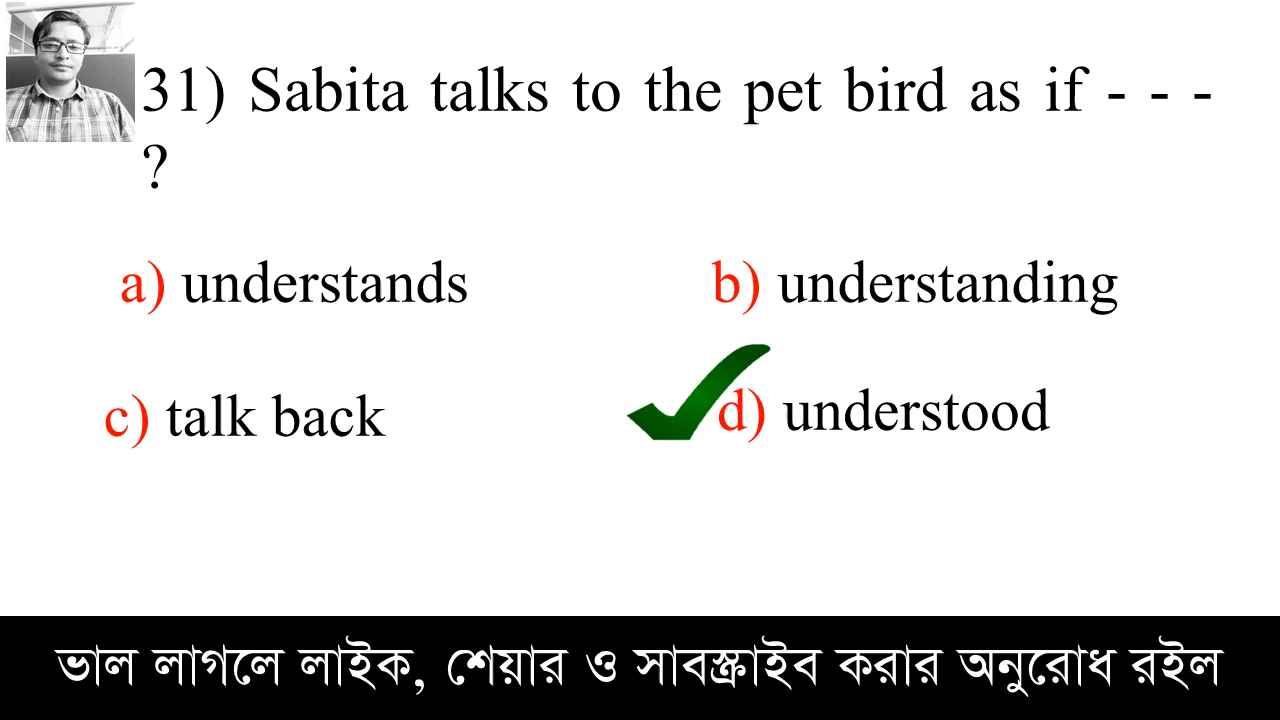 31) Sabita talks to the pet bird as if - - -
?
a) understands b) understanding
c) talk back d) understood
ভাল লাগলে লাইক, শেয়ার ও সাবস্ক্রাইব করার অনুরোধ রইল